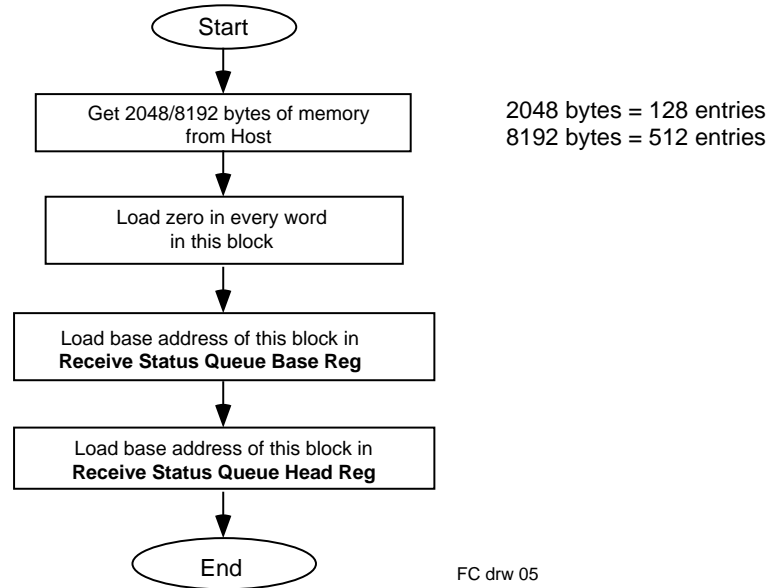 Start
Get 2048/8192 bytes of memory
from Host
2048 bytes = 128 entries
8192 bytes = 512 entries
Load zero in every word
in this block
Load base address of this block in
Receive Status Queue Base Reg
Load base address of this block in
Receive Status Queue Head Reg
End
FC drw 05